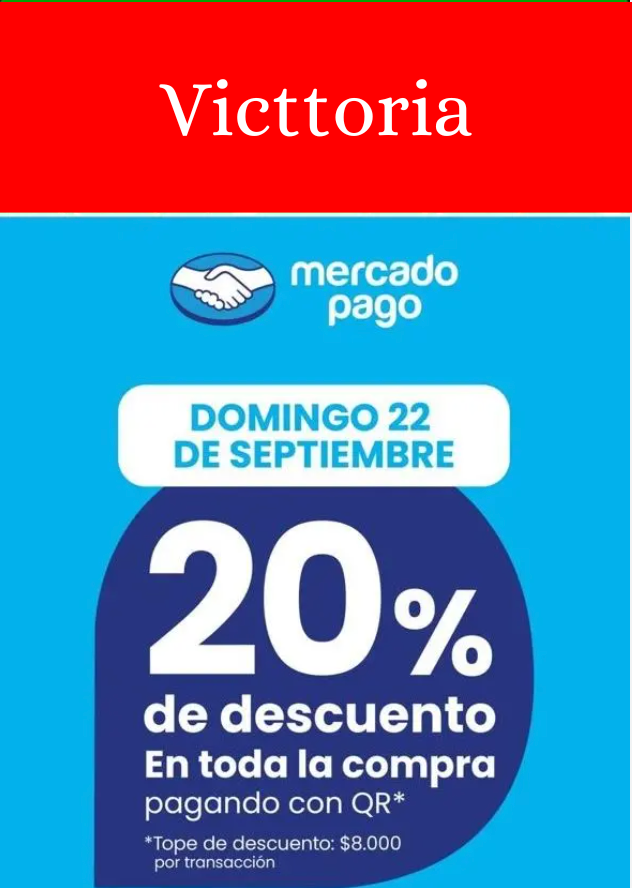 Victtoria
mercado
pago
DOMINGO 22
DE SEPTIEMBRE
20%
de descuento
En toda la compra
pagando con QR*
*Tope de descuento: $8.000
por transacción